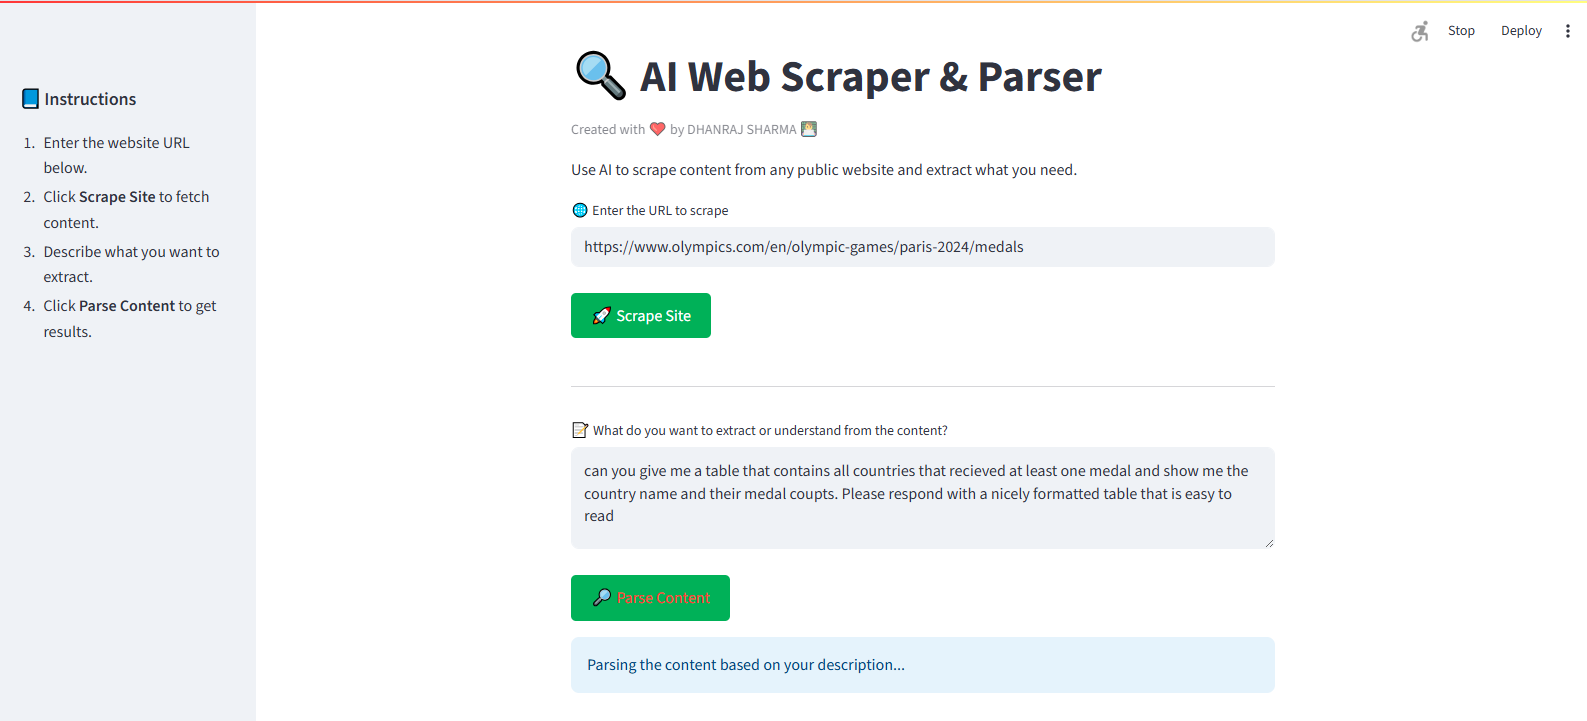 Stop
Deploy
📘 Instructions
1. Enter the website URL
below.
2. Click Scrape Site to fetch
content.
3. Describe what you want to
extract.
4. Click Parse Content to get
results.
🔍 AI Web Scraper & Parser
Created with ❤️ by DHANRAJ SHARMA
Use AI to scrape content from any public website and extract what you need.
🌐 Enter the URL to scrape
https://www.olympics.com/en/olympic-games/paris-2024/medals
🚀 Scrape Site
📝 What do you want to extract or understand from the content?
can you give me a table that contains all countries that recieved at least one medal and show me the
country name and their medal coupts. Please respond with a nicely formatted table that is easy to
read
🔎 Parse Content
Parsing the content based on your description...